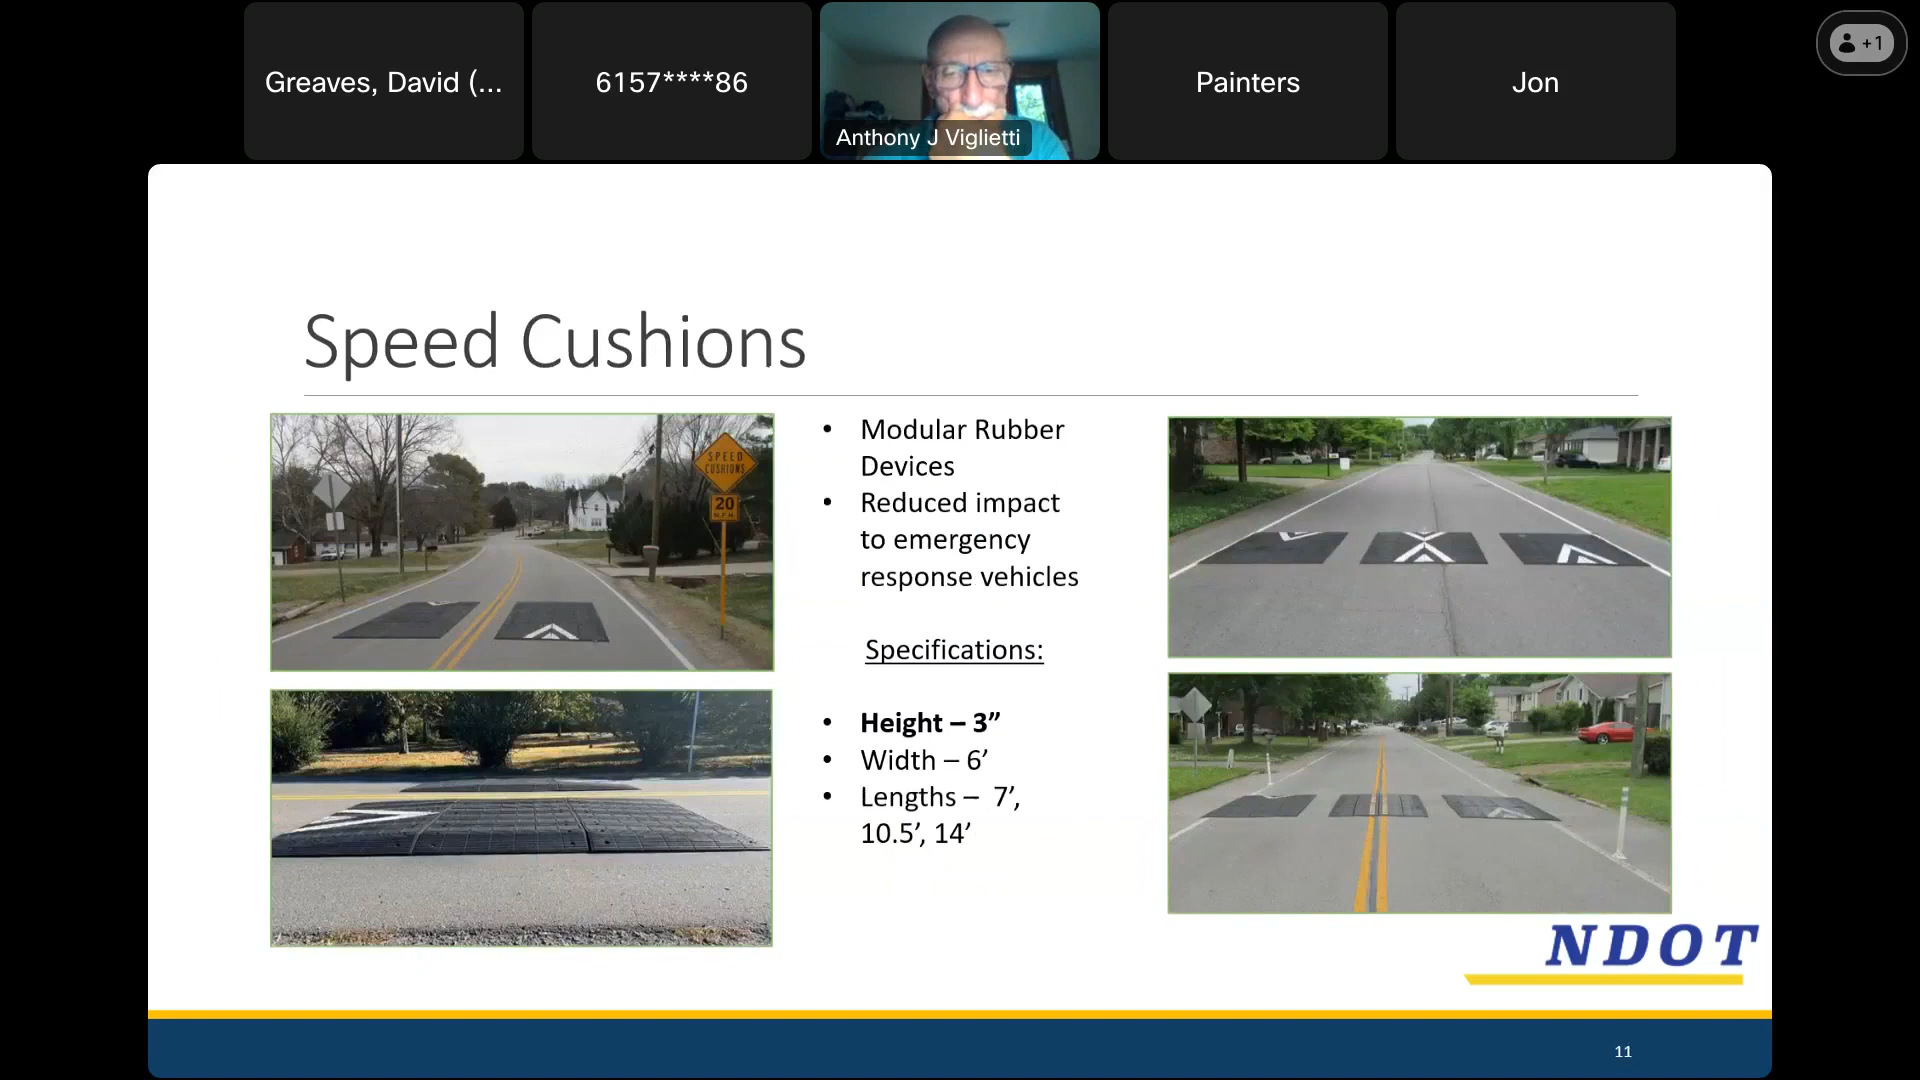 Greaves, David (...
6157****86
Anthony J Viglietti
Painters
Jon
+1
Speed Cushions
SPEED
CUSHIONS
20
M.P.H.
• Modular Rubber
Devices
• Reduced impact
to emergency
response vehicles
Specifications:
• Height – 3”
• Width – 6’
• Lengths – 7’,
10.5’, 14’
NDOT
11